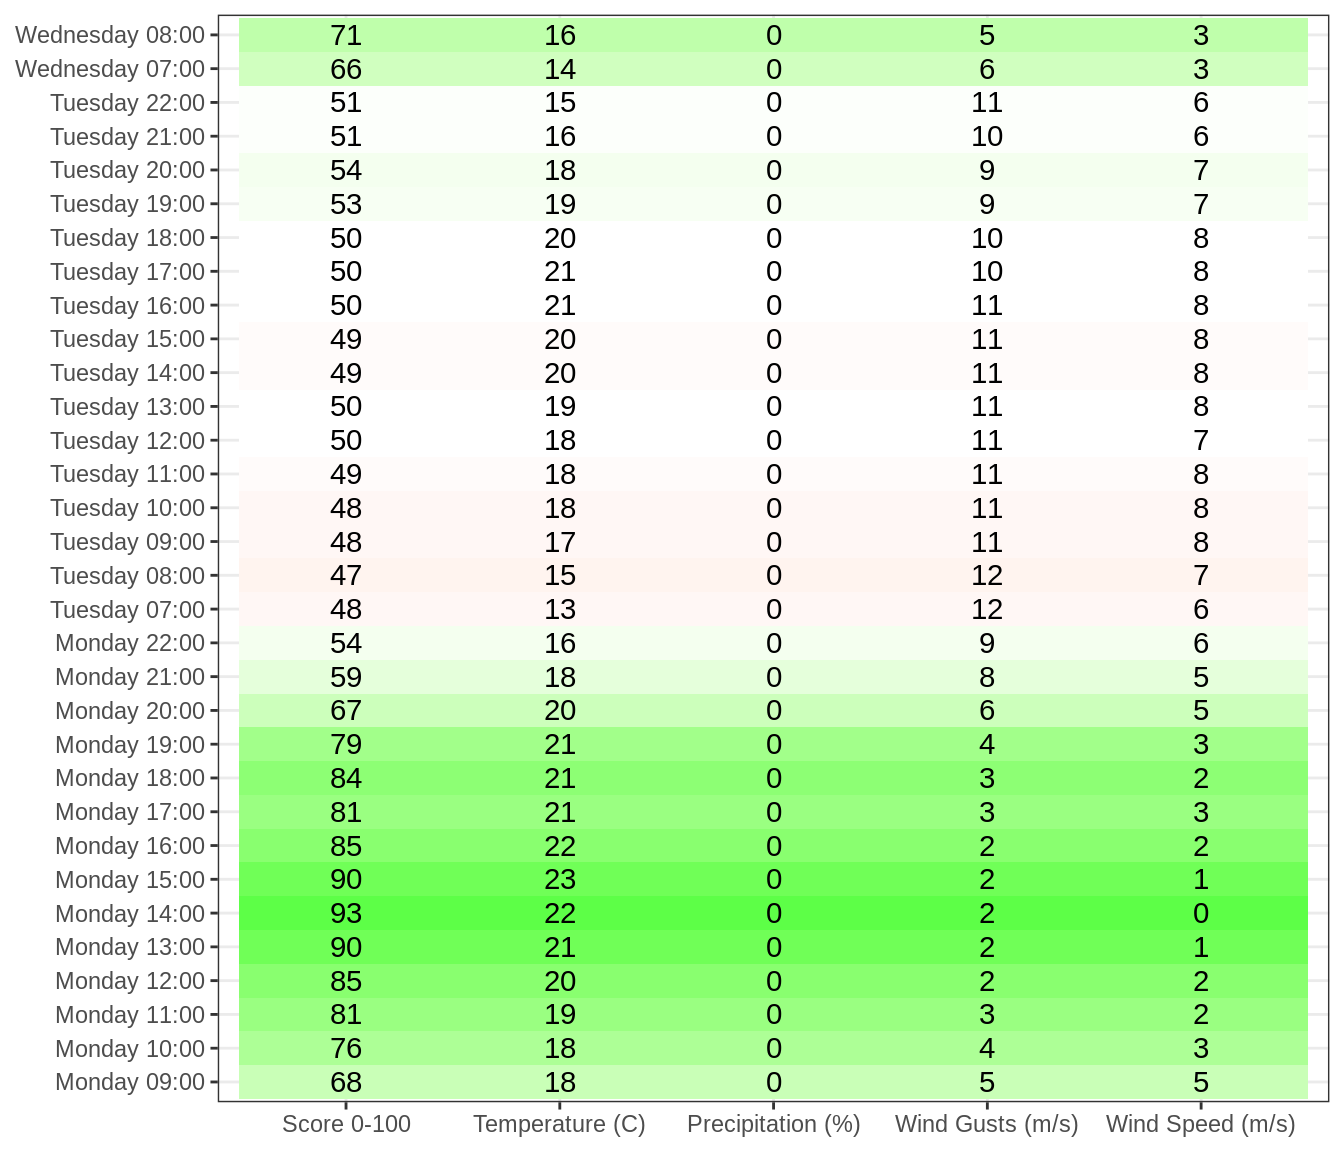 Wednesday 08:00 71 16 0 5 3
Wednesday 07:00 66 14 0 6 3
Tuesday 22:00 51 15 0 11 6
Tuesday 21:00 51 16 0 10 6
Tuesday 20:00 54 18 0 9 7
Tuesday 19:00 53 19 0 9 7
Tuesday 18:00 50 20 0 10 8
Tuesday 17:00 50 21 0 10 8
Tuesday 16:00 50 21 0 11 8
Tuesday 15:00 49 20 0 11 8
Tuesday 14:00 49 20 0 11 8
Tuesday 13:00 50 19 0 11 8
Tuesday 12:00 50 18 0 11 7
Tuesday 11:00 49 18 0 11 8
Tuesday 10:00 48 18 0 11 8
Tuesday 09:00 48 17 0 11 8
Tuesday 08:00 47 15 0 12 7
Tuesday 07:00 48 13 0 12 6
Monday 22:00 54 16 0 9 6
Monday 21:00 59 18 0 8 5
Monday 20:00 67 20 0 6 5
Monday 19:00 79 21 0 4 3
Monday 18:00 84 21 0 3 2
Monday 17:00 81 21 0 3 3
Monday 16:00 85 22 0 2 2
Monday 15:00 90 23 0 2 1
Monday 14:00 93 22 0 2 0
Monday 13:00 90 21 0 2 1
Monday 12:00 85 20 0 2 2
Monday 11:00 81 19 0 3 2
Monday 10:00 76 18 0 4 3
Monday 09:00 68 18 0 5 5
Score 0-100 Temperature (C) Precipitation (%) Wind Gusts (m/s) Wind Speed (m/s)